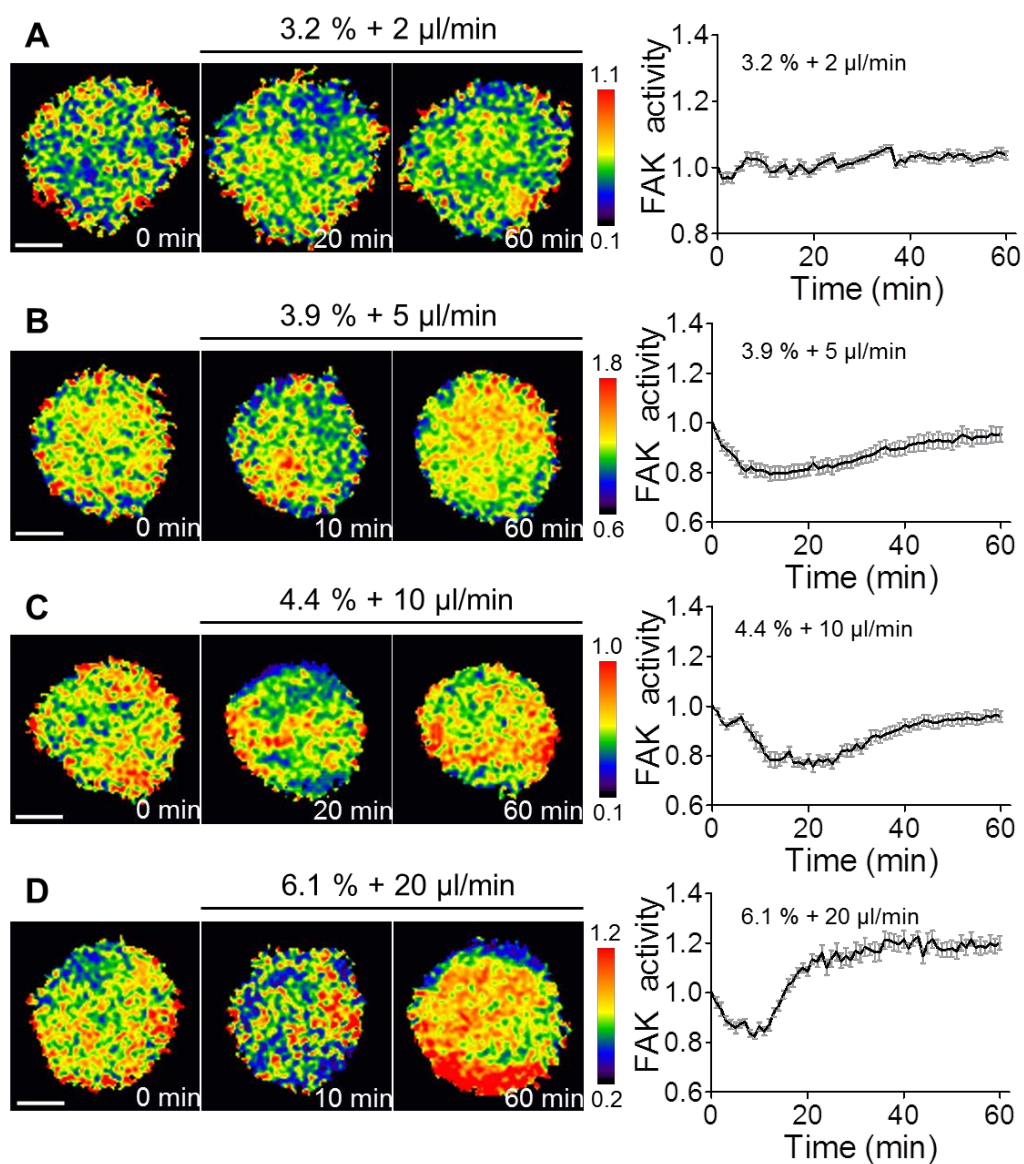 A
3.2 % + 2 µl/min
0 min
20 min
60 min
1.1
0.1
FAK activity
1.4
1.2
1.0
0.8
3.2 % + 2 µl/min
0 20 40 60
Time (min)
B
3.9 % + 5 µl/min
0 min
10 min
60 min
1.8
0.6
FAK activity
1.4
1.2
1.0
0.8
0.6
3.9 % + 5 µl/min
0 20 40 60
Time (min)
C
4.4 % + 10 µl/min
0 min
20 min
60 min
1.0
0.1
FAK activity
1.4
1.2
1.0
0.8
0.6
4.4 % + 10 µl/min
0 20 40 60
Time (min)
D
6.1 % + 20 µl/min
0 min
10 min
60 min
1.2
0.2
FAK activity
1.4
1.2
1.0
0.8
0.6
6.1 % + 20 µl/min
0 20 40 60
Time (min)